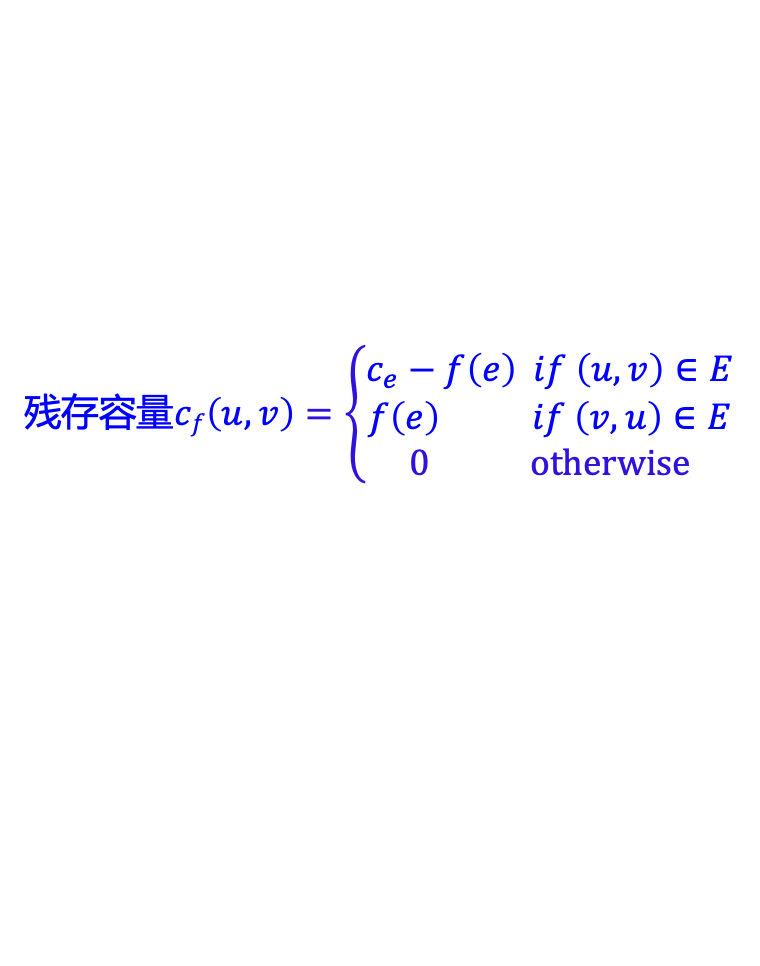 c_e − f(e) if (u, v) ∈ E
残存容量c_f(u, v) = { f(e) if (v, u) ∈ E
0 otherwise